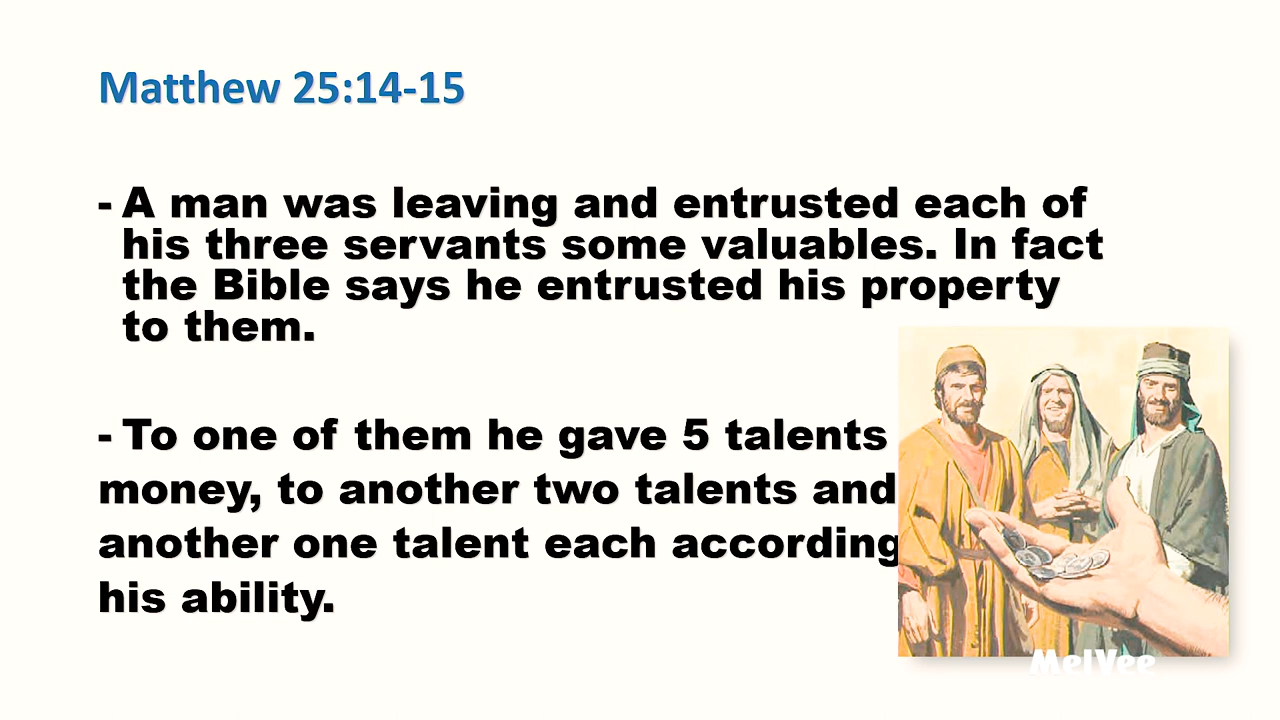 Matthew 25:14-15
- A man was leaving and entrusted each of
his three servants some valuables. In fact
the Bible says he entrusted his property
to them.
- To one of them he gave 5 talents
money, to another two talents and
another one talent each according
his ability.
MelVee